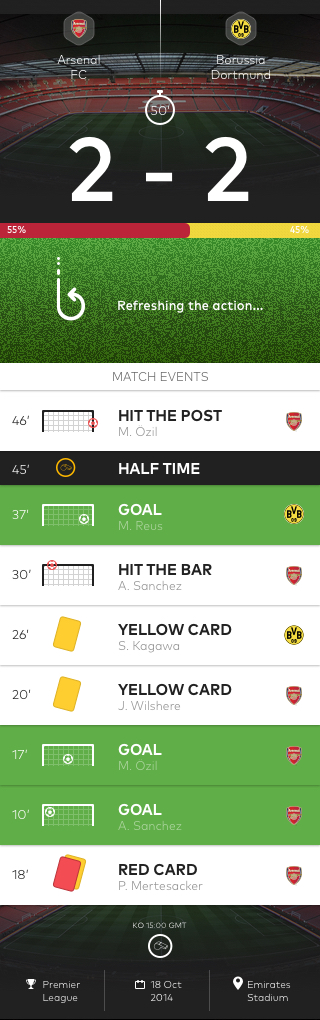 Arsenal
FC
Borussia
Dortmund
50'
2 - 2
55%
45%
Refreshing the action...
MATCH EVENTS
46'
HIT THE POST
M. Ozil
45'
HALF TIME
37'
GOAL
M. Reus
30'
HIT THE BAR
A. Sanchez
26'
YELLOW CARD
S. Kagawa
20'
YELLOW CARD
J. Wilshere
17'
GOAL
M. Ozil
10'
GOAL
A. Sanchez
18'
RED CARD
P. Mertesacker
KO 15:00 GMT
Premier
League
18 Oct
2014
Emirates
Stadium